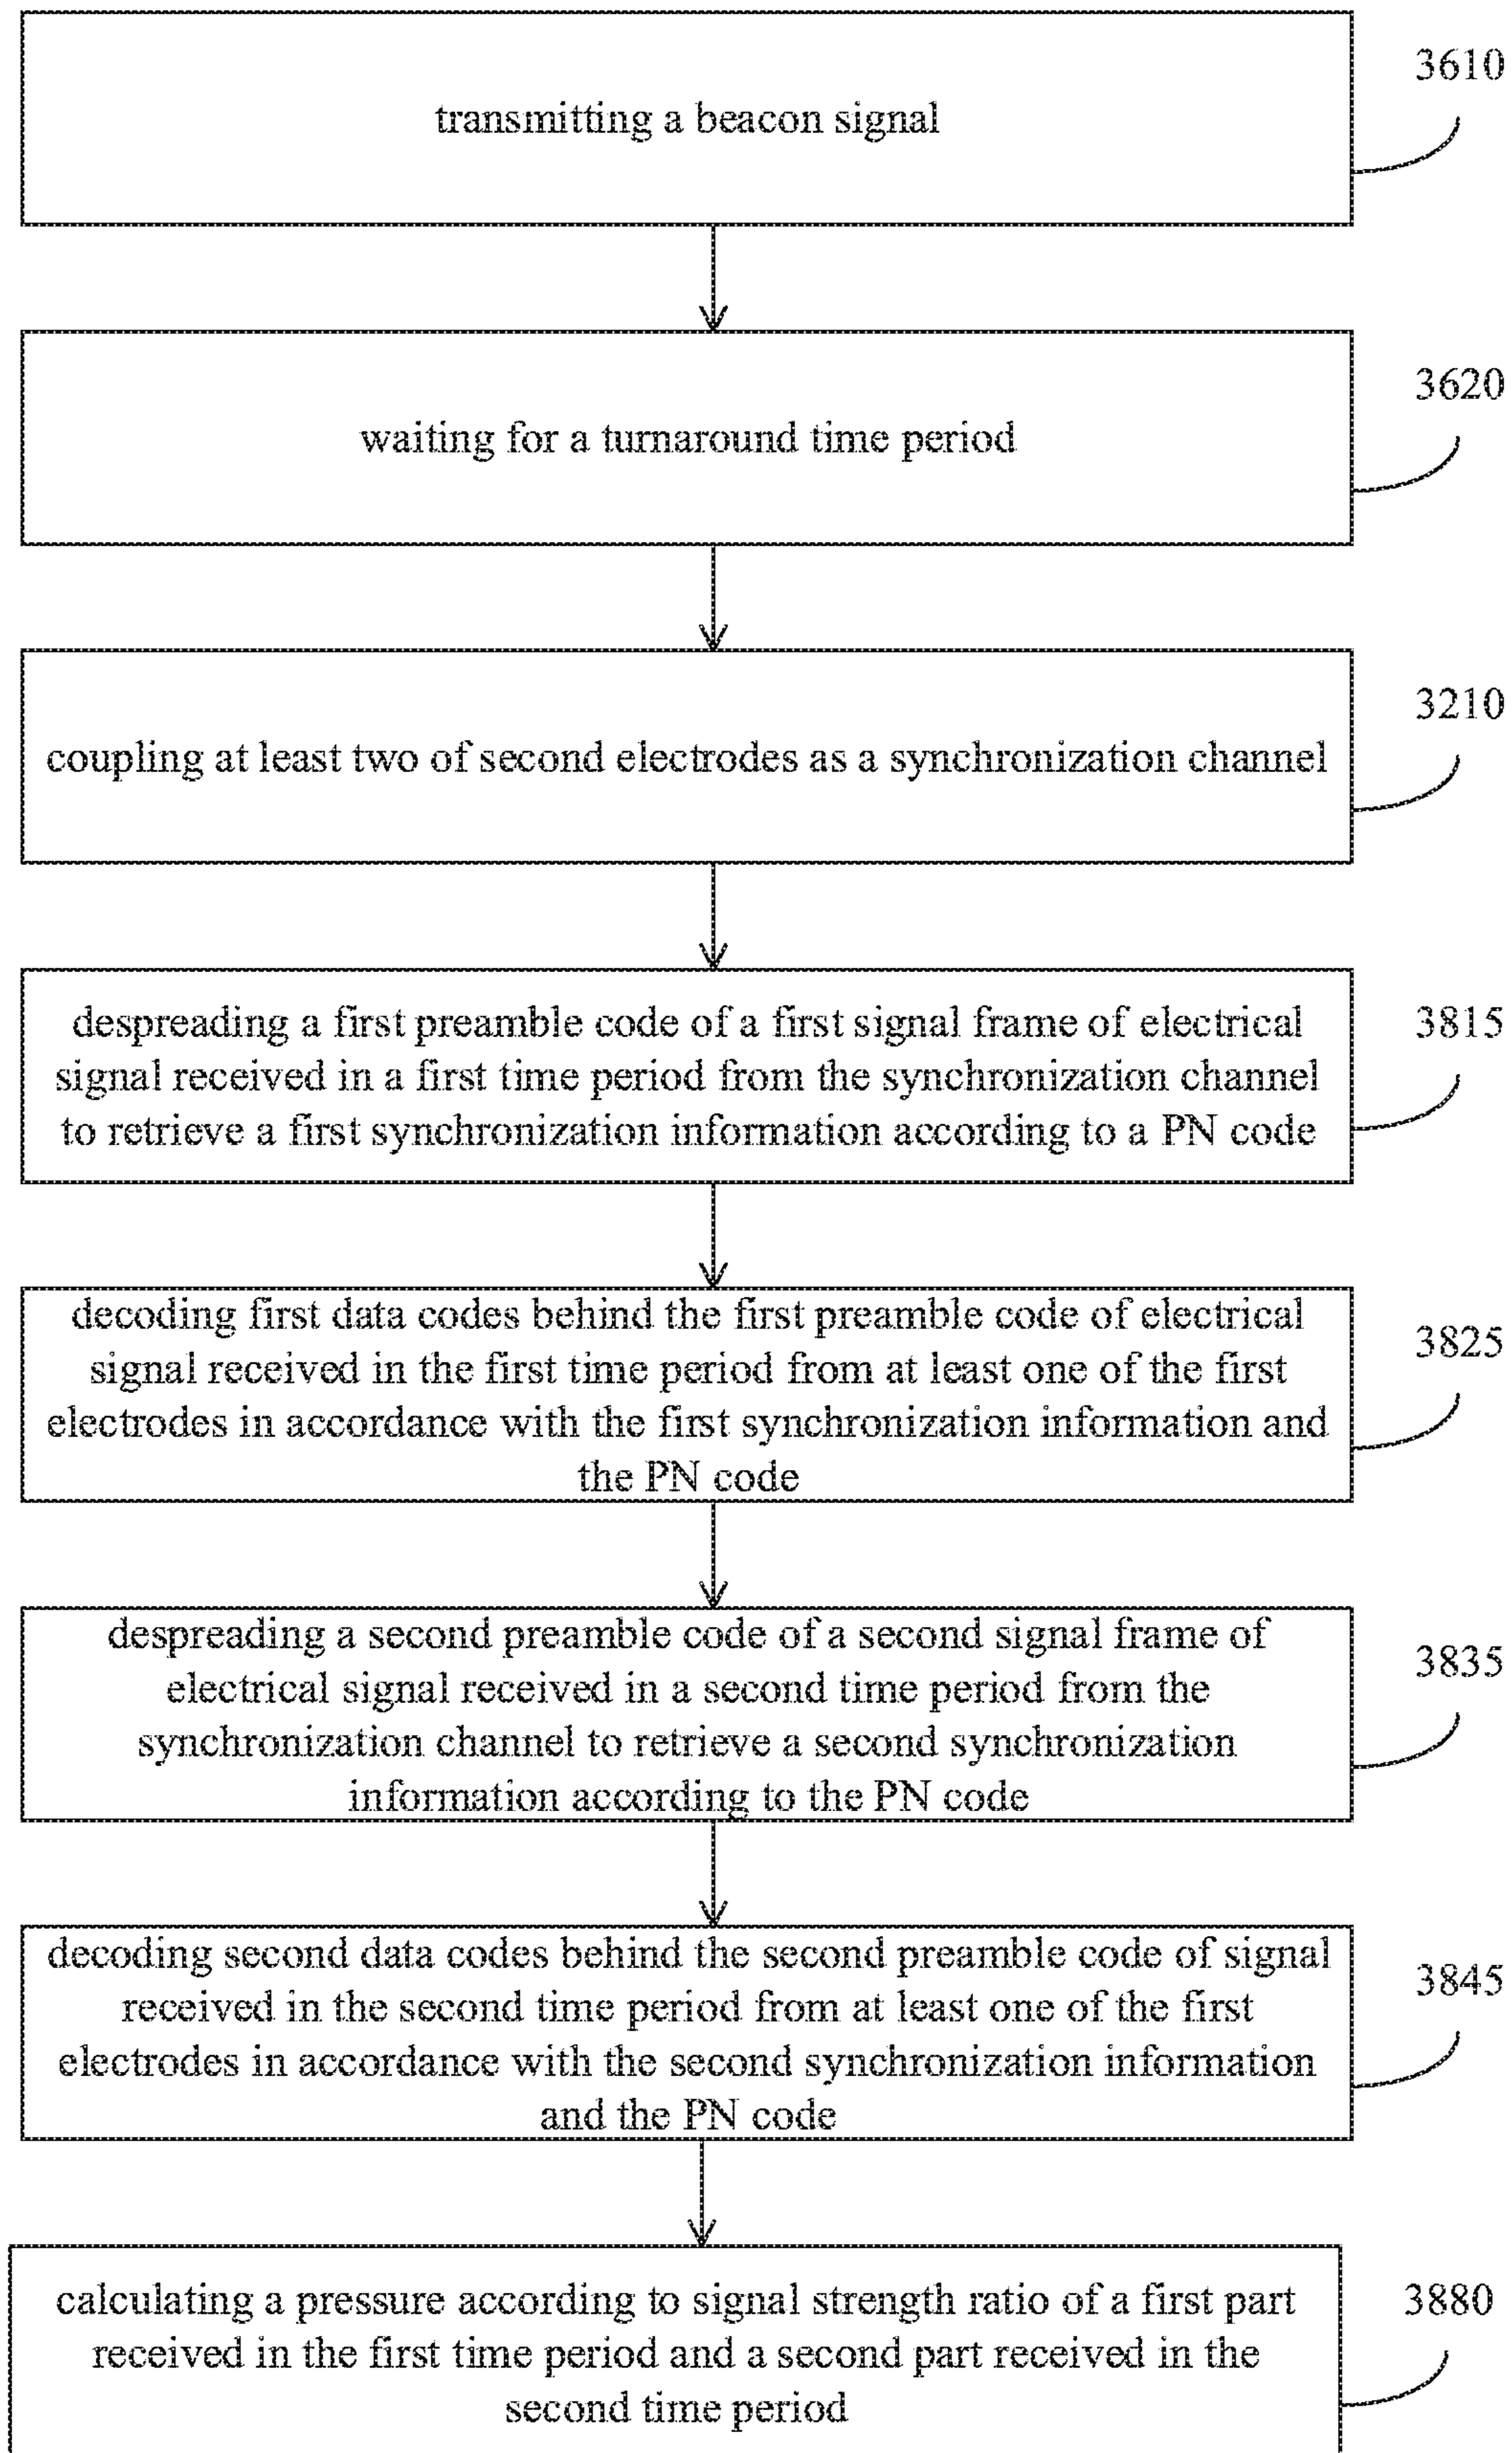 transmitting a beacon signal
3610
waiting for a turnaround time period
3620
coupling at least two of second electrodes as a synchronization channel
3210
despreading a first preamble code of a first signal frame of electrical
signal received in a first time period from the synchronization channel
to retrieve a first synchronization information according to a PN code
3815
decoding first data codes behind the first preamble code of electrical
signal received in the first time period from at least one of the first
electrodes in accordance with the first synchronization information and
the PN code
3825
despreading a second preamble code of a second signal frame of
electrical signal received in a second time period from the
synchronization channel to retrieve a second synchronization
information according to the PN code
3835
decoding second data codes behind the second preamble code of signal
received in the second time period from at least one of the first
electrodes in accordance with the second synchronization information
and the PN code
3845
calculating a pressure according to signal strength ratio of a first part
received in the first time period and a second part received in the
second time period
3880